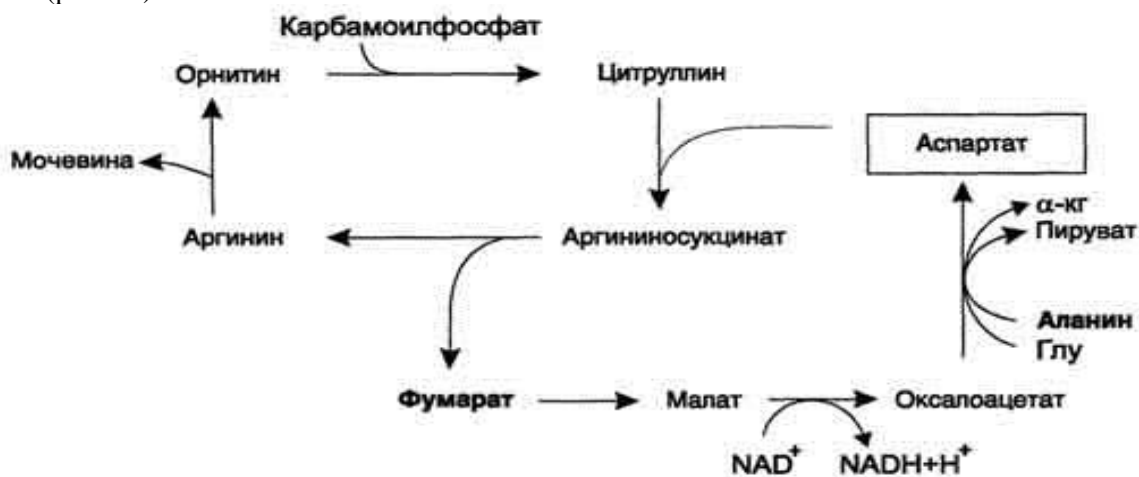 Карбамоилфосфат
Орнитин
Цитруллин
Мочевина
Аспартат
α-кг
Пируват
Аргинин
Аргининосукцинат
Аланин
Глу
Фумарат
Малат
Оксалоацетат
NAD⁺
NADH+H⁺